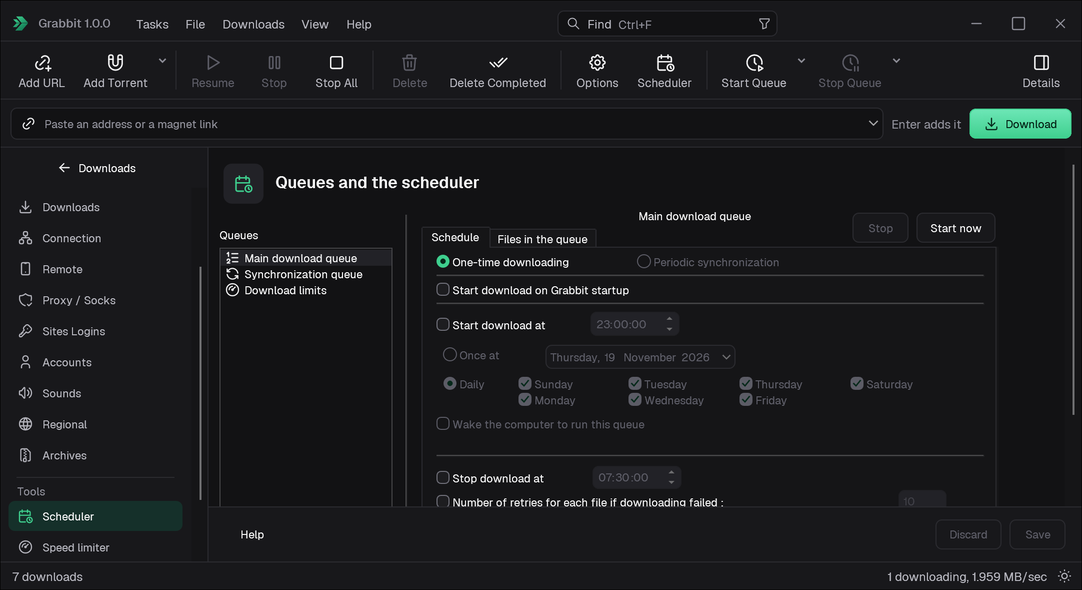 Grabbit 1.0.0 Tasks File Downloads View Help Find Ctrl+F
Add URL Add Torrent Resume Stop Stop All Delete Delete Completed Options Scheduler Start Queue Stop Queue Details
Paste an address or a magnet link Enter adds it Download
Downloads
Downloads
Connection
Remote
Proxy / Socks
Sites Logins
Accounts
Sounds
Regional
Archives
Tools
Scheduler
Speed limiter
Queues and the scheduler
Queues
Main download queue
Synchronization queue
Download limits
Main download queue Stop Start now
Schedule Files in the queue
One-time downloading Periodic synchronization
Start download on Grabbit startup
Start download at 23:00:00
Once at Thursday, 19 November 2026
Daily Sunday Tuesday Thursday Saturday
Monday Wednesday Friday
Wake the computer to run this queue
Stop download at 07:30:00
Number of retries for each file if downloading failed : 10
Help Discard Save
7 downloads 1 downloading, 1.959 MB/sec